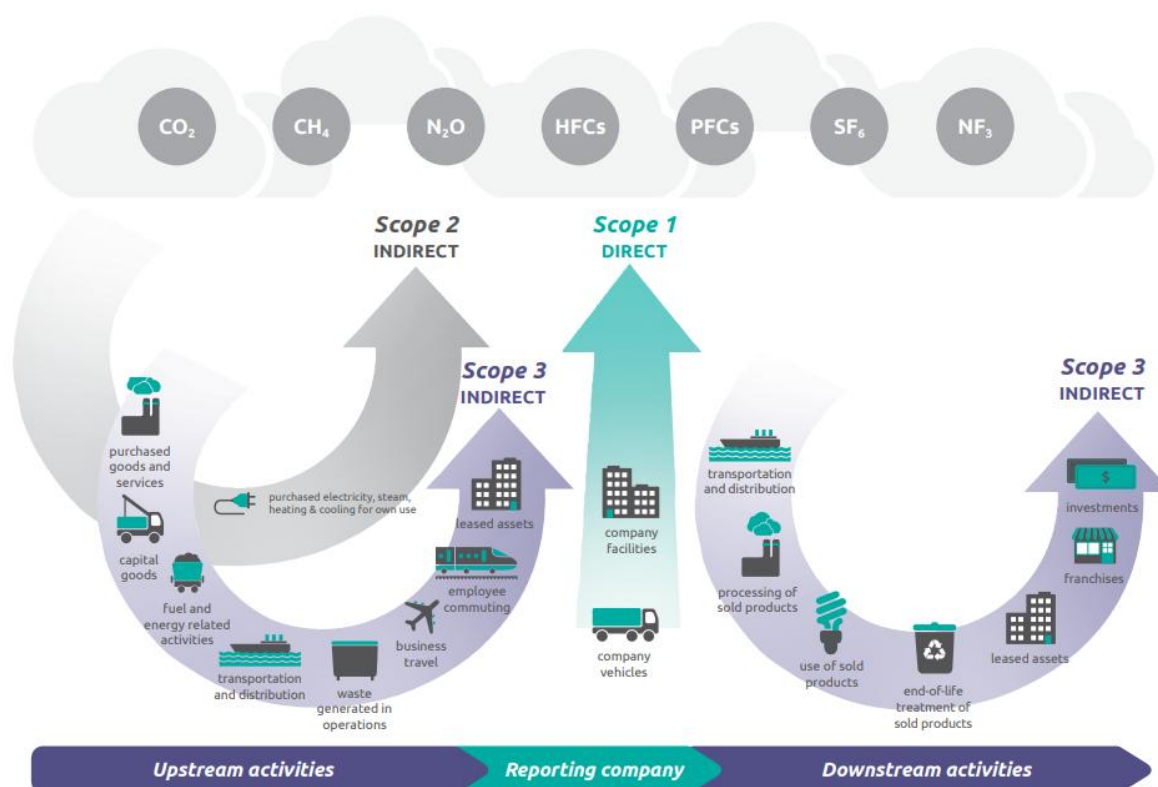 CO₂
CH₄
N₂O
HFCs
PFCs
SF₆
NF₃
Scope 2
INDIRECT
Scope 1
DIRECT
Scope 3
INDIRECT
Scope 3
INDIRECT
purchased
goods and
services
capital
goods
fuel and
energy related
activities
transportation
and distribution
waste
generated in
operations
business
travel
employee
commuting
leased assets
purchased electricity, steam,
heating & cooling for own use
company
facilities
company
vehicles
transportation
and distribution
processing of
sold products
use of sold
products
end-of-life
treatment of
sold products
leased assets
franchises
$
investments
Upstream activities
Reporting company
Downstream activities